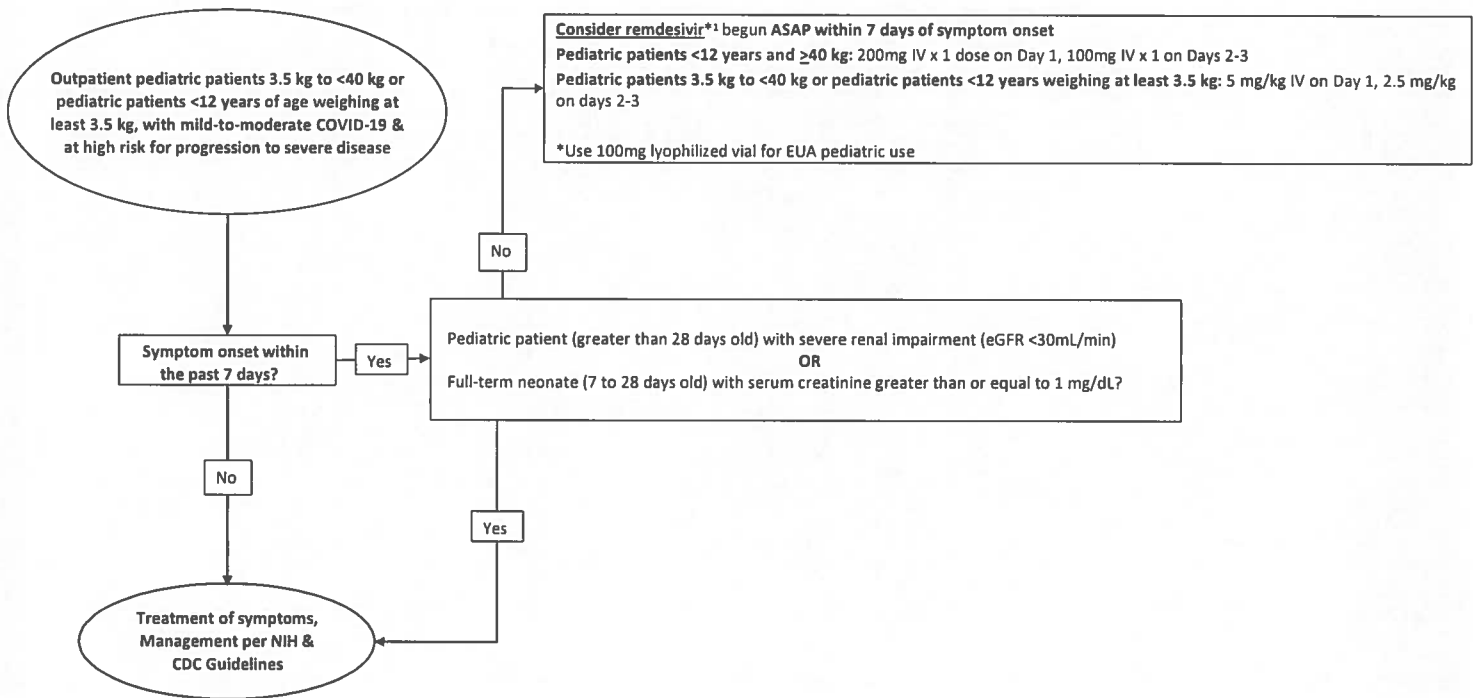 Outpatient pediatric patients 3.5 kg to <40 kg or
pediatric patients <12 years of age weighing at
least 3.5 kg, with mild-to-moderate COVID-19 &
at high risk for progression to severe disease
Consider remdesivir*1 begun ASAP within 7 days of symptom onset
Pediatric patients <12 years and ≥40 kg: 200mg IV x 1 dose on Day 1, 100mg IV x 1 on Days 2-3
Pediatric patients 3.5 kg to <40 kg or pediatric patients <12 years weighing at least 3.5 kg: 5 mg/kg IV on Day 1, 2.5 mg/kg
on days 2-3
*Use 100mg lyophilized vial for EUA pediatric use
No
Symptom onset within
the past 7 days?
Yes
Pediatric patient (greater than 28 days old) with severe renal impairment (eGFR <30mL/min)
OR
Full-term neonate (7 to 28 days old) with serum creatinine greater than or equal to 1 mg/dL?
No
Yes
Treatment of symptoms,
Management per NIH &
CDC Guidelines